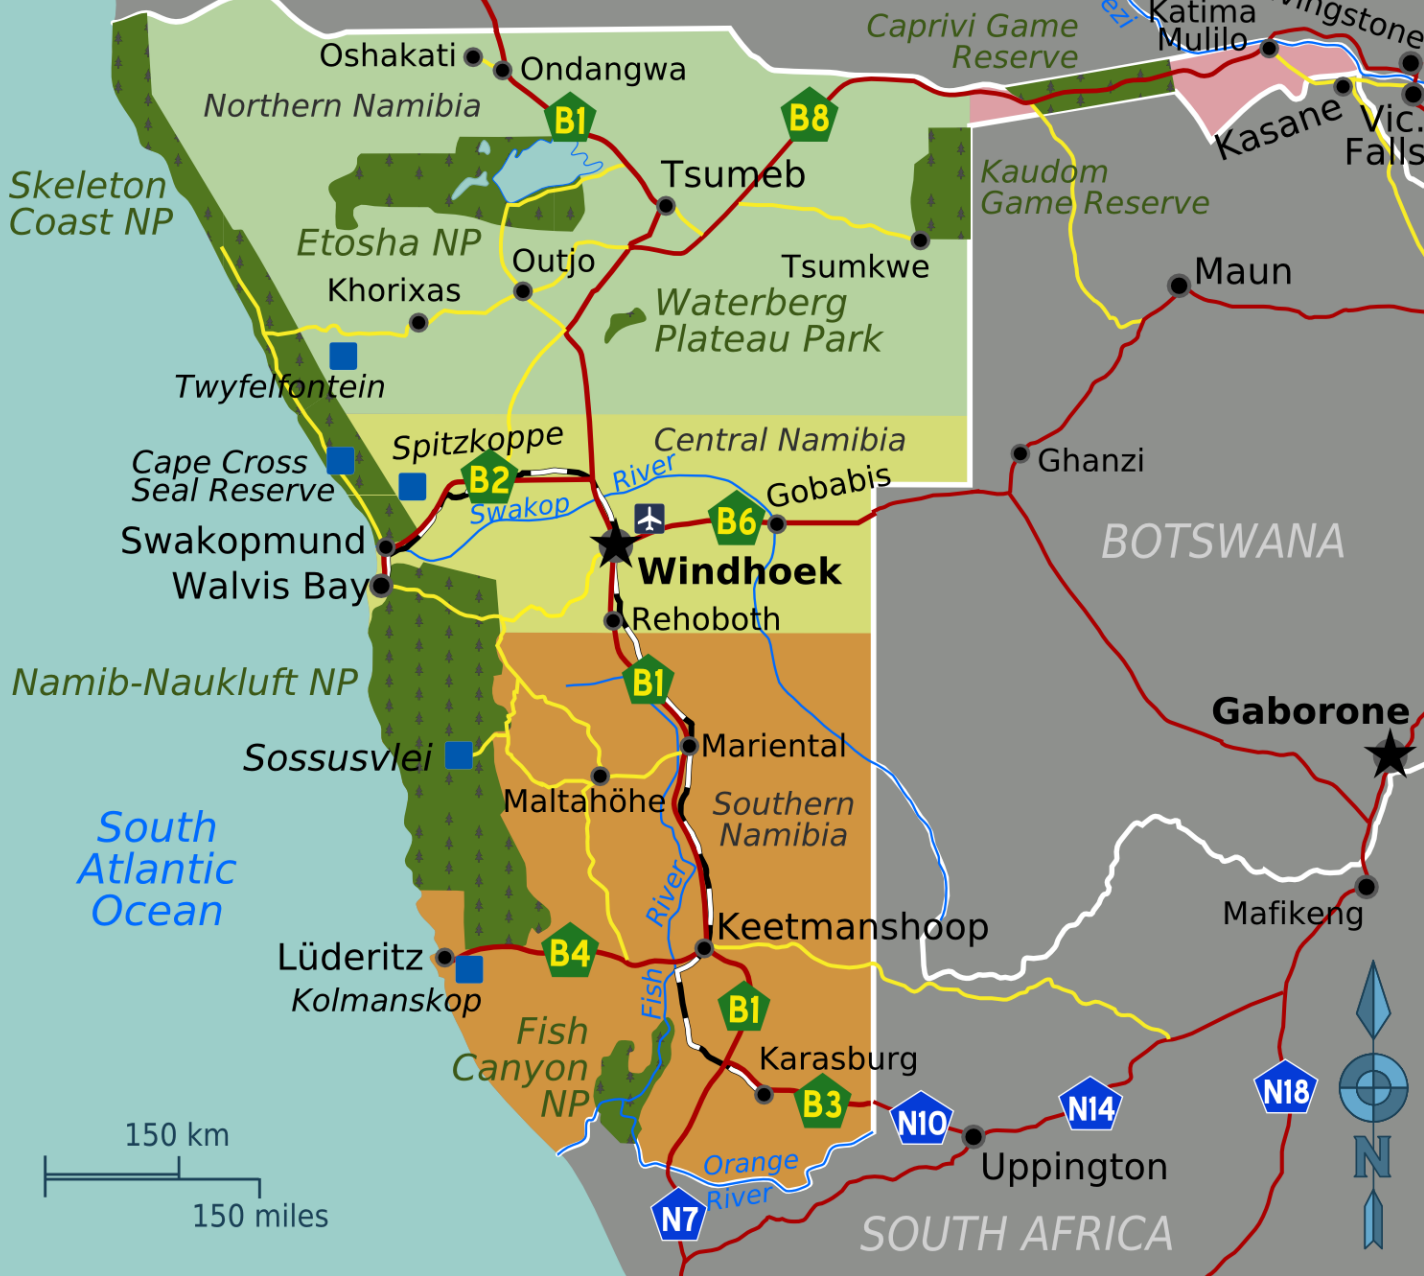 ezi
Katima
Mulilo
vingstone
Caprivi Game
Reserve
Oshakati
Ondangwa
Northern Namibia
B1
B8
Kasane
Vic.
Falls
Skeleton
Coast NP
Tsumeb
Kaudom
Game Reserve
Etosha NP
Outjo
Tsumkwe
Maun
Khorixas
Waterberg
Plateau Park
Twyfelfontein
Spitzkoppe
Central Namibia
Cape Cross
Seal Reserve
B2
River
Swakop
Gobabis
Ghanzi
B6
Swakopmund
Windhoek
BOTSWANA
Walvis Bay
Rehoboth
Namib-Naukluft NP
B1
Gaborone
Sossusvlei
Mariental
Maltahöhe
Southern
Namibia
South
Atlantic
Ocean
River
Fish
Mafikeng
Keetmanshoop
Lüderitz
B4
Kolmanskop
B1
Fish
Canyon
NP
Karasburg
B3
N10
N14
N18
150 km
150 miles
Orange
River
Uppington
N
N7
SOUTH AFRICA